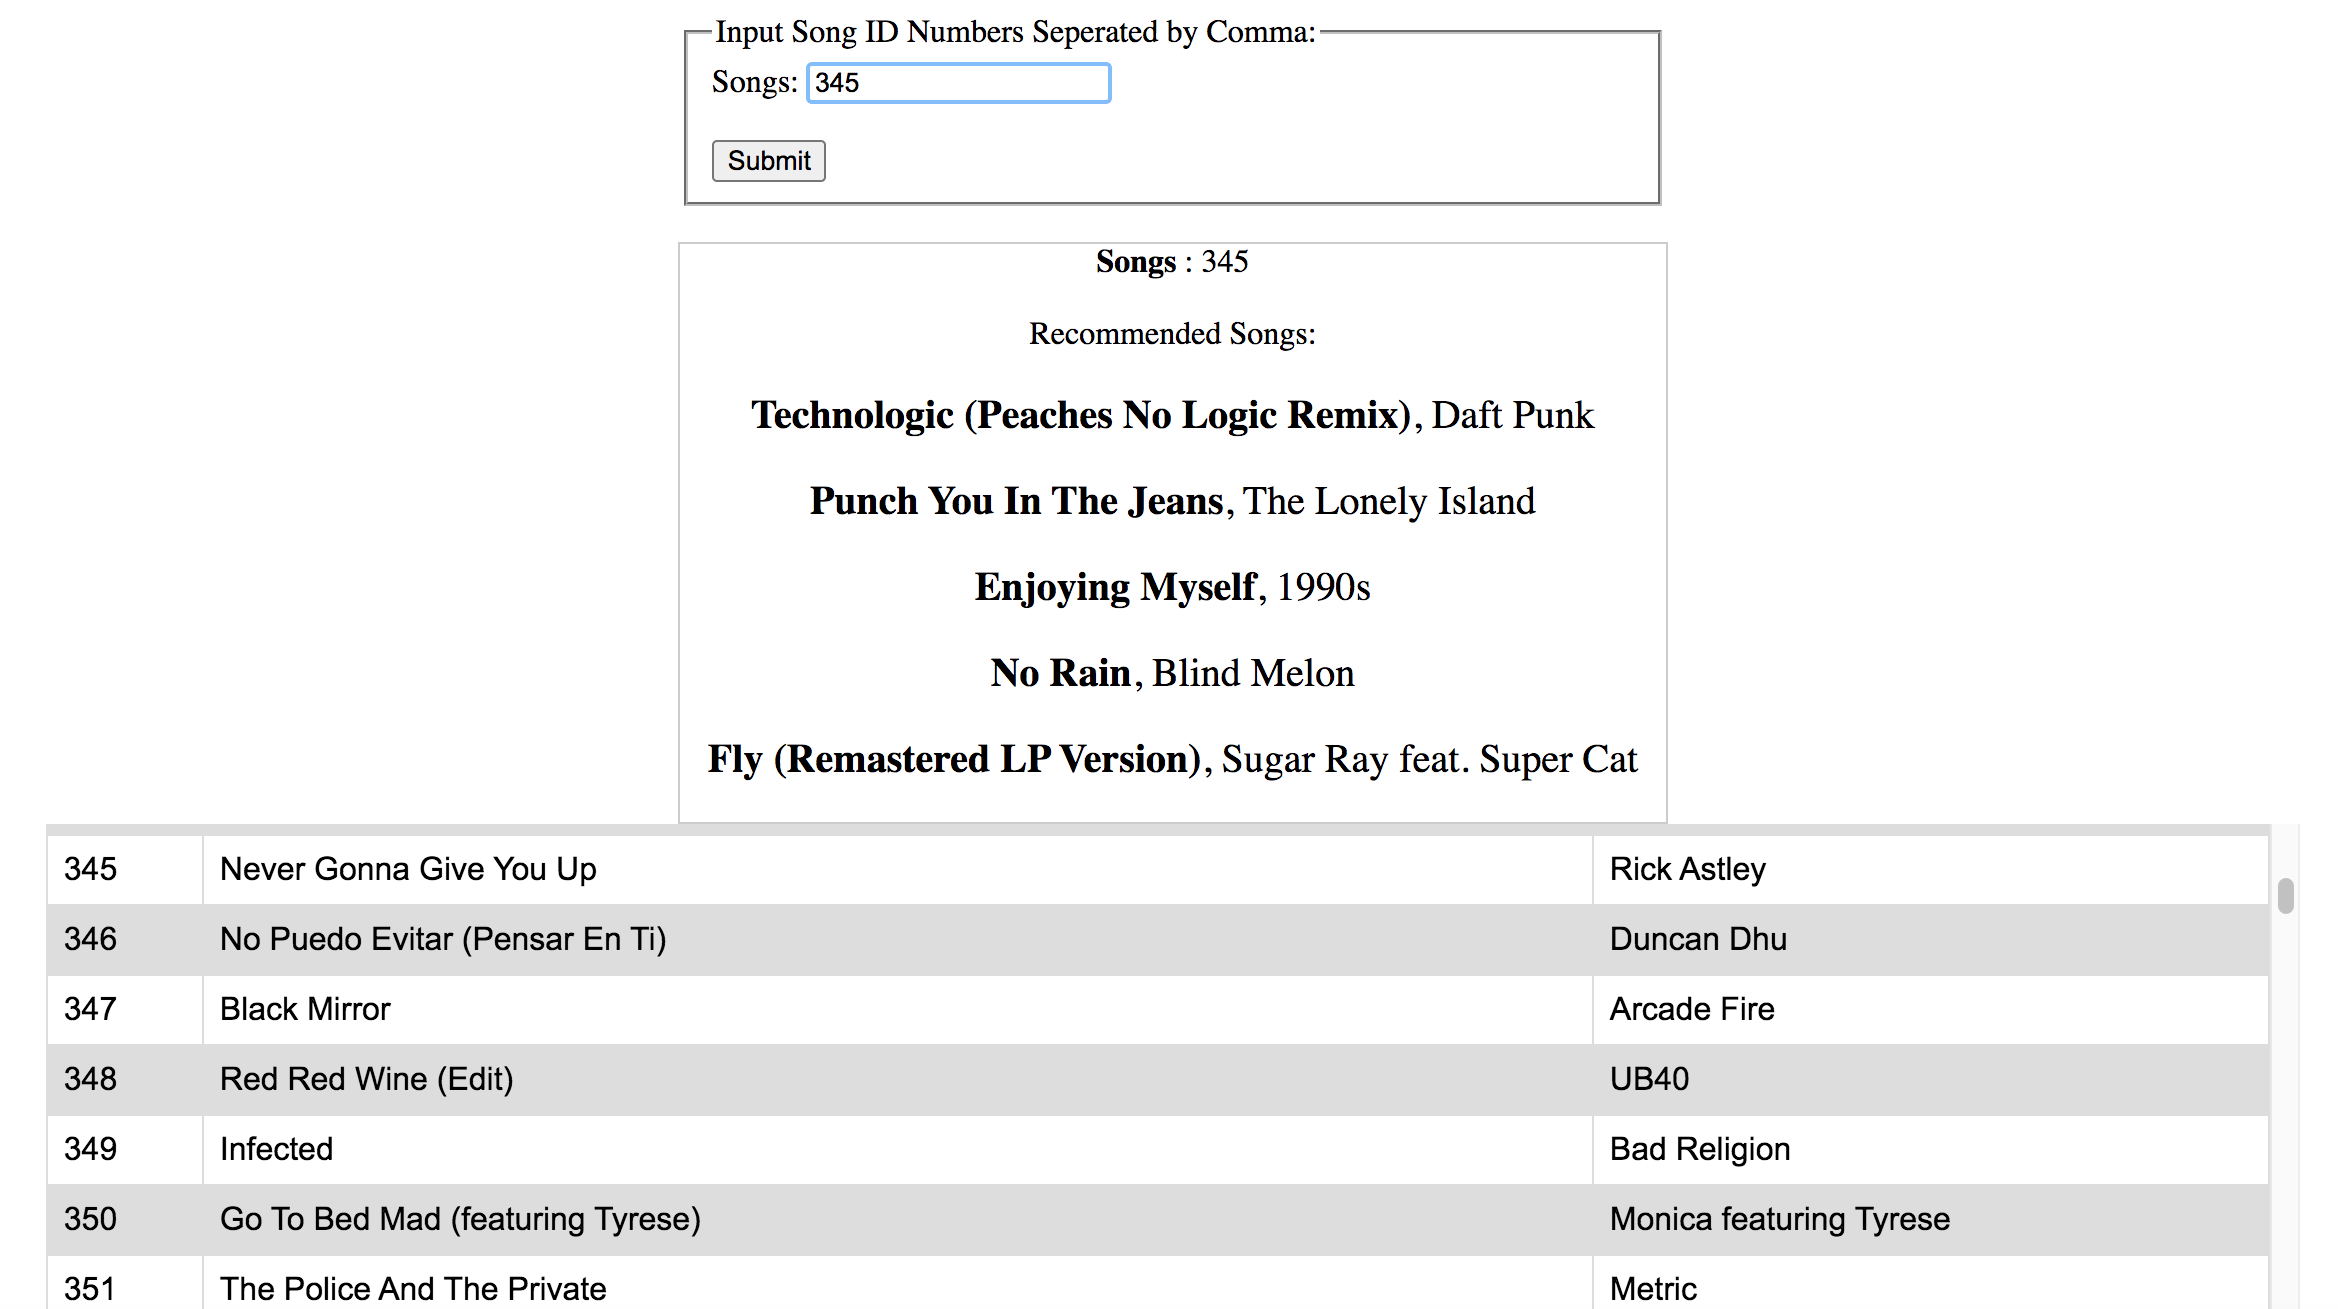 Input Song ID Numbers Seperated by Comma:
Songs: 345
Submit
Songs : 345
Recommended Songs:
Technologic (Peaches No Logic Remix), Daft Punk
Punch You In The Jeans, The Lonely Island
Enjoying Myself, 1990s
No Rain, Blind Melon
Fly (Remastered LP Version), Sugar Ray feat. Super Cat
345 Never Gonna Give You Up Rick Astley
346 No Puedo Evitar (Pensar En Ti) Duncan Dhu
347 Black Mirror Arcade Fire
348 Red Red Wine (Edit) UB40
349 Infected Bad Religion
350 Go To Bed Mad (featuring Tyrese) Monica featuring Tyrese
351 The Police And The Private Metric